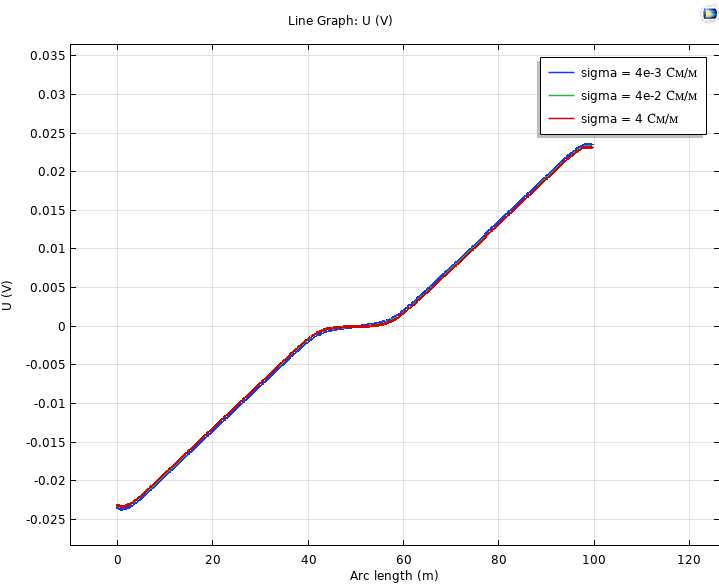 Line Graph: U (V)
0.035
0.03
0.025
0.02
0.015
0.01
0.005
0
-0.005
-0.01
-0.015
-0.02
-0.025
U (V)
sigma = 4e-3 См/м
sigma = 4e-2 См/м
sigma = 4 См/м
0 20 40 60 80 100 120
Arc length (m)